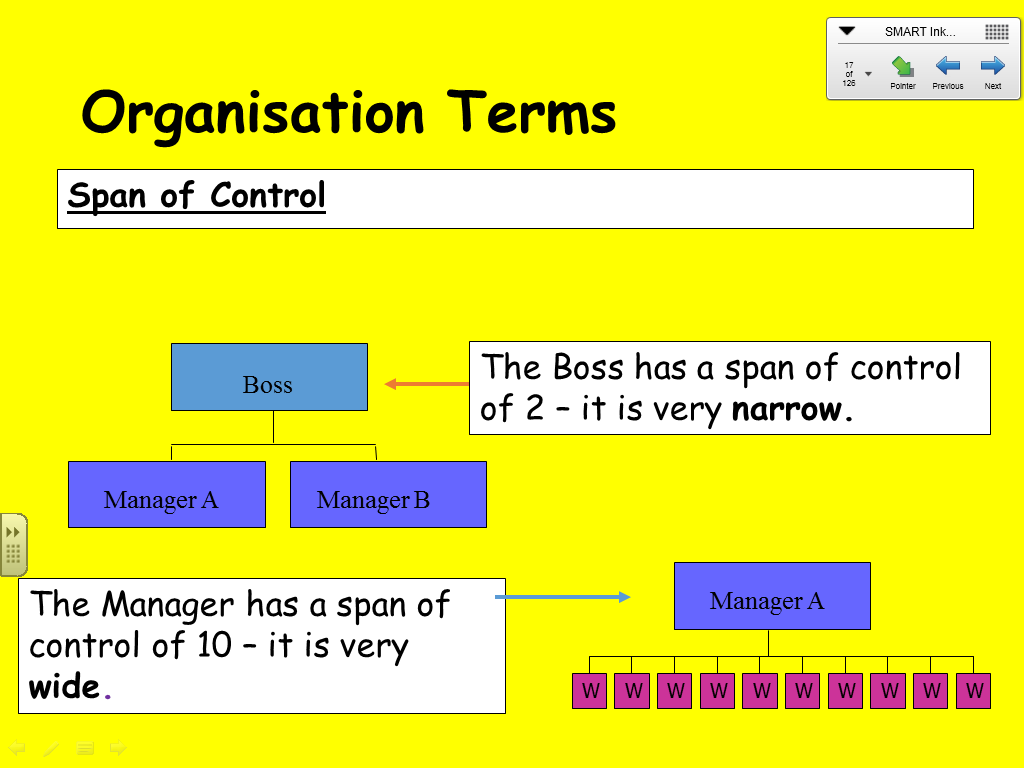 SMART Ink...
17
of
126
Pointer
Previous
Next
Organisation Terms
Span of Control
Boss
The Boss has a span of control
of 2 – it is very narrow.
Manager A
Manager B
The Manager has a span of
control of 10 – it is very
wide.
Manager A
W W W W W W W W W W